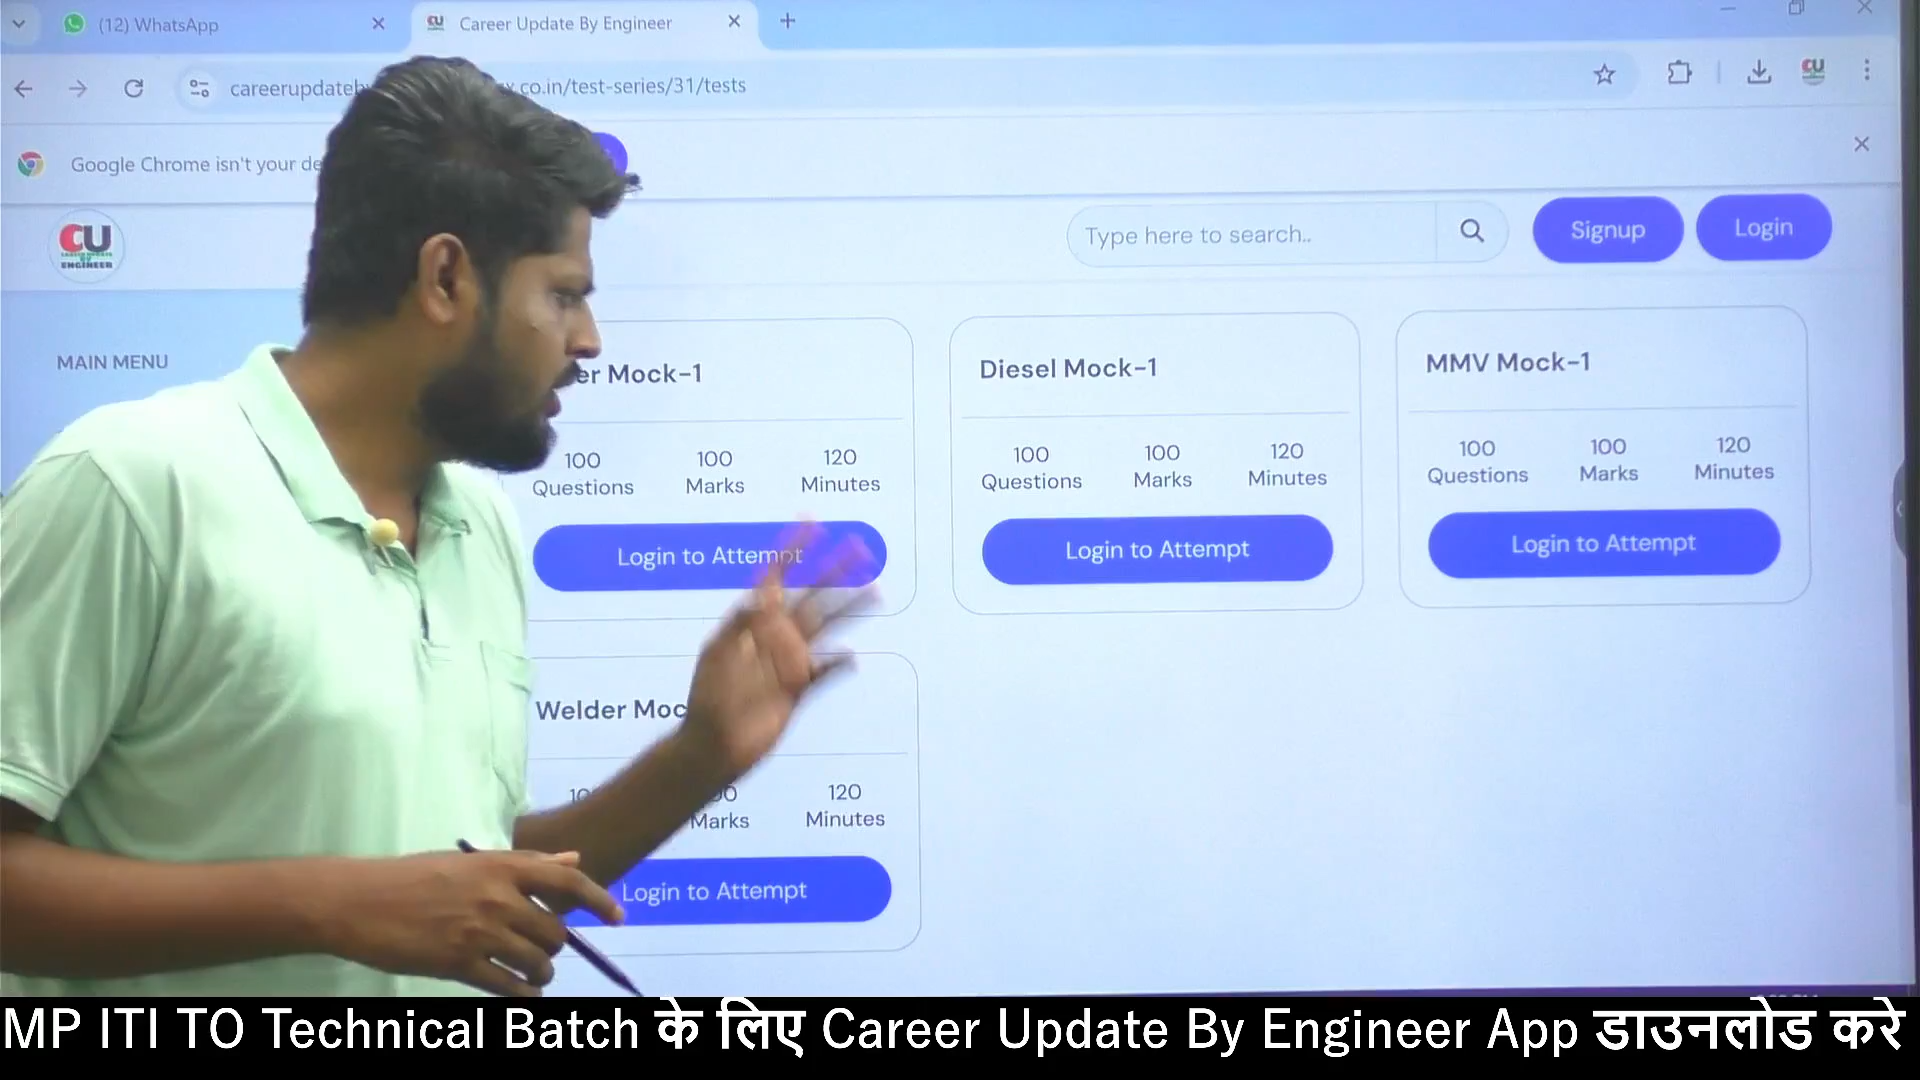 (12) WhatsApp
Career Update By Engineer
co.in/test-series/31/tests
Google Chrome isn't your
Type here to search..
Signup
Login
CU
ENGINEER
MAIN MENU
Mock-1
100 Questions
100 Marks
120 Minutes
Login to Attempt
Diesel Mock-1
100 Questions
100 Marks
120 Minutes
Login to Attempt
MMV Mock-1
100 Questions
100 Marks
120 Minutes
Login to Attempt
Welder
120 Minutes
Marks
Login to Attempt
MP ITI TO Technical Batch के लिए Career Update By Engineer App डाउनलोड करे